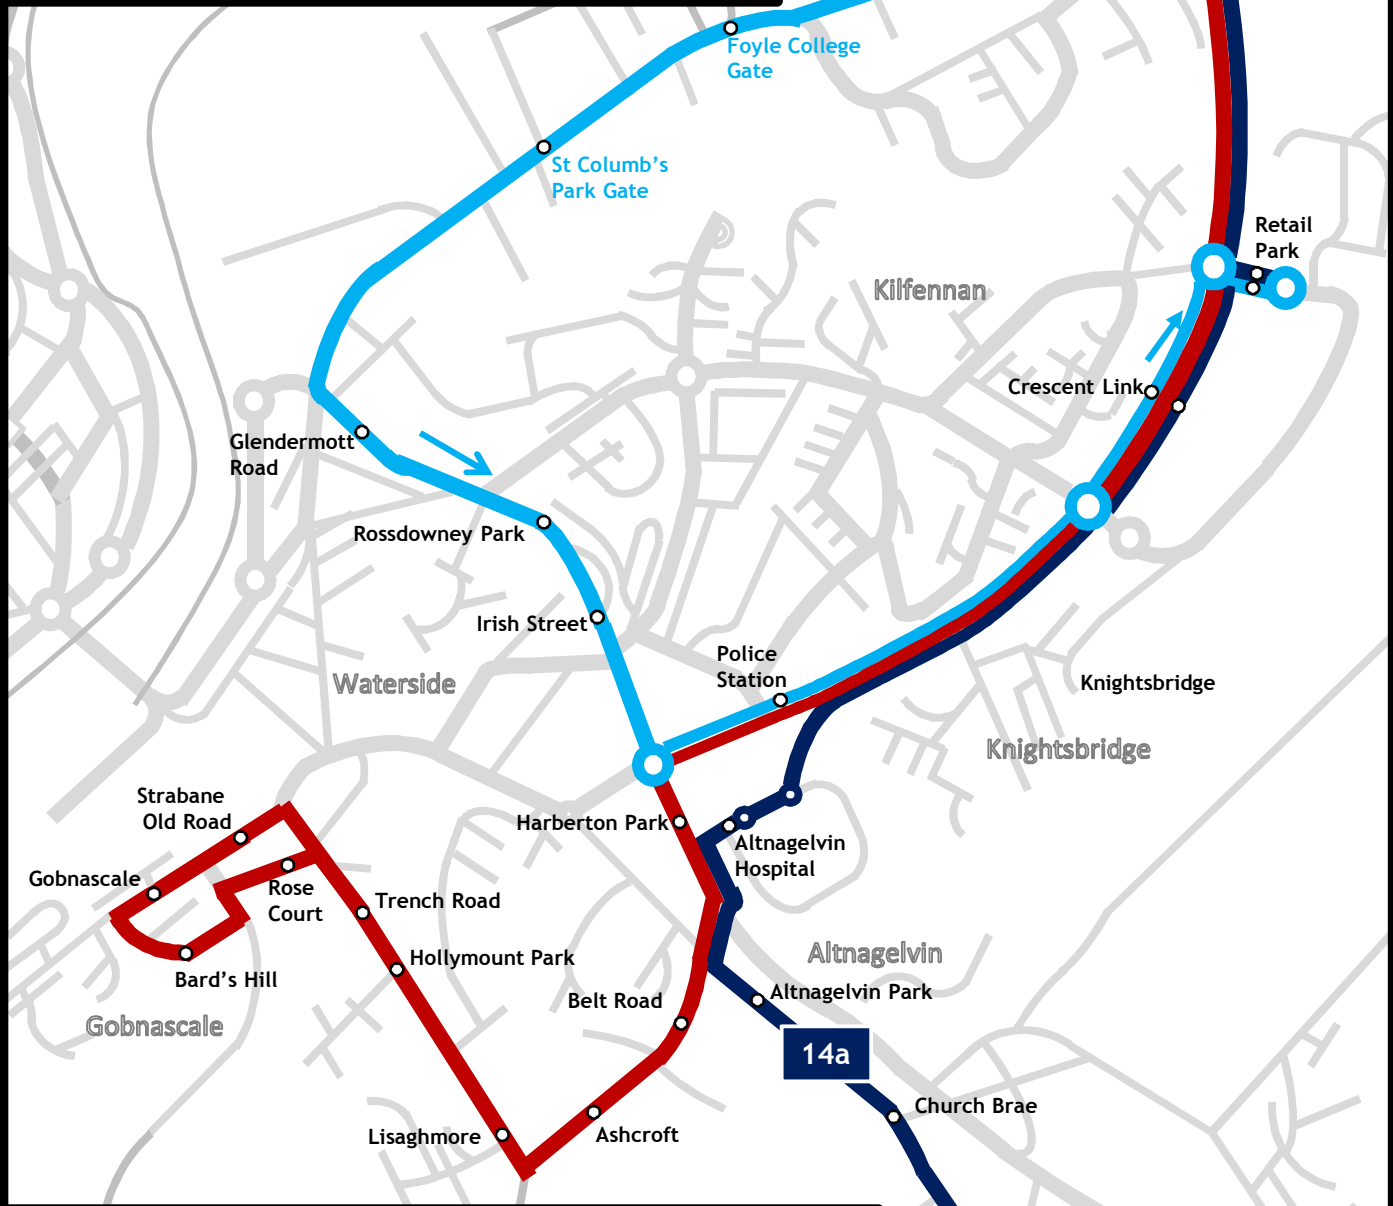 Foyle College
Gate
St Columb's
Park Gate
Retail
Park
Kilfennan
Crescent Link
Glendermott
Road
Rossdowney Park
Irish Street
Police
Station
Waterside
Knightsbridge
Knightsbridge
Strabane
Old Road
Harberton Park
Altnagelvin
Hospital
Gobnascale
Rose
Court
Trench Road
Hollymount Park
Altnagelvin
Bard's Hill
Belt Road
Altnagelvin Park
Gobnascale
14a
Church Brae
Lisaghmore
Ashcroft